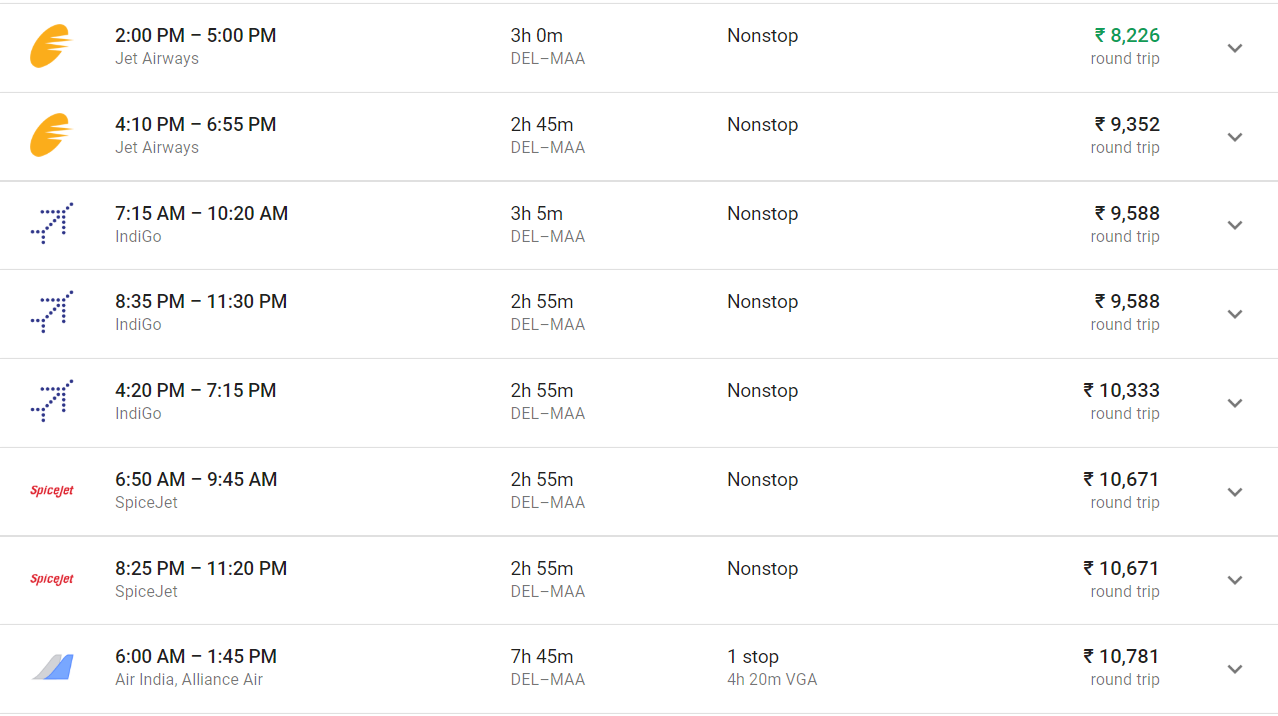 2:00 PM – 5:00 PM 3h 0m Nonstop ₹ 8,226
Jet Airways DEL–MAA round trip
4:10 PM – 6:55 PM 2h 45m Nonstop ₹ 9,352
Jet Airways DEL–MAA round trip
7:15 AM – 10:20 AM 3h 5m Nonstop ₹ 9,588
IndiGo DEL–MAA round trip
8:35 PM – 11:30 PM 2h 55m Nonstop ₹ 9,588
IndiGo DEL–MAA round trip
4:20 PM – 7:15 PM 2h 55m Nonstop ₹ 10,333
IndiGo DEL–MAA round trip
6:50 AM – 9:45 AM 2h 55m Nonstop ₹ 10,671
SpiceJet SpiceJet DEL–MAA round trip
8:25 PM – 11:20 PM 2h 55m Nonstop ₹ 10,671
SpiceJet SpiceJet DEL–MAA round trip
6:00 AM – 1:45 PM 7h 45m 1 stop ₹ 10,781
Air India, Alliance Air DEL–MAA 4h 20m VGA round trip